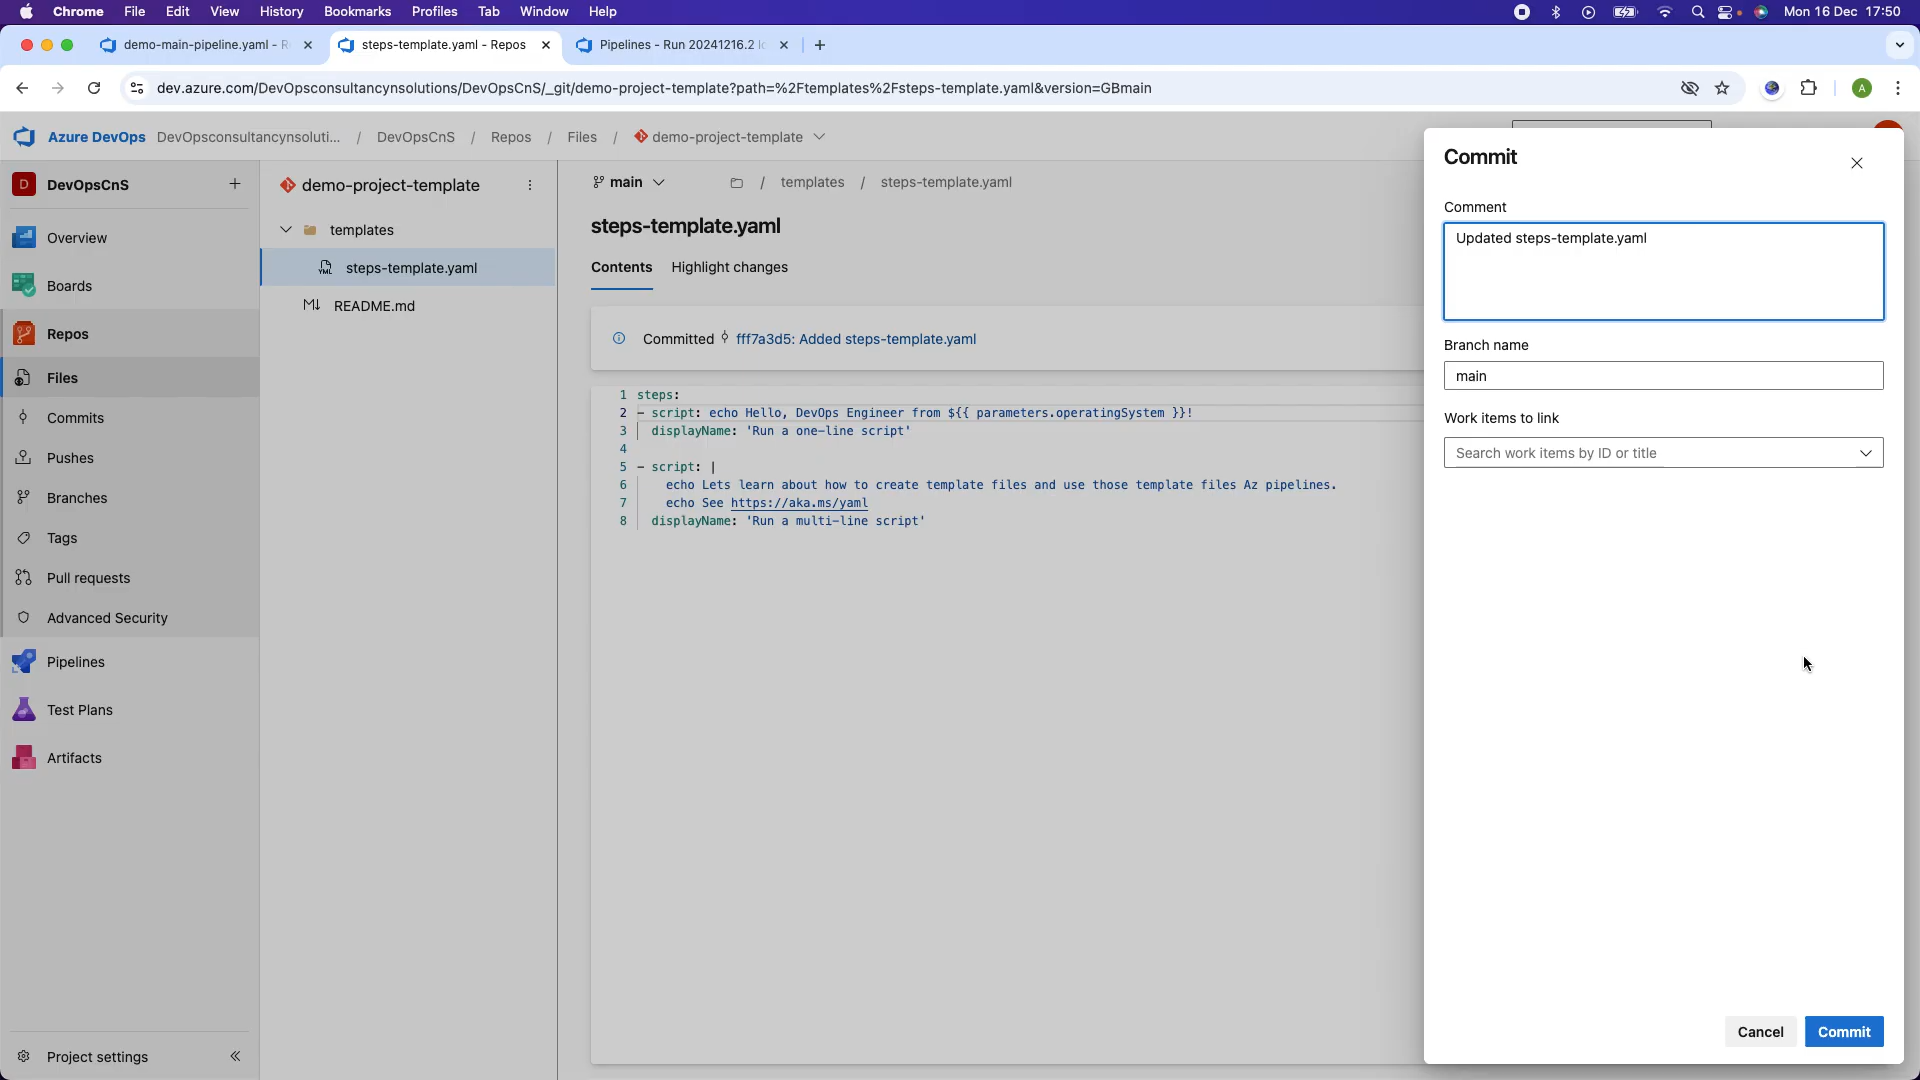 Chrome File Edit View History Bookmarks Profiles Tab Window Help Mon 16 Dec 17:50
demo-main-pipeline.yaml - R steps-template.yaml - Repos Pipelines - Run 20241216.2
dev.azure.com/DevOpsconsultancynsolutions/DevOpsCnS/_git/demo-project-template?path=%2Ftemplates%2Fsteps-template.yaml&version=GBmain A
Azure DevOps DevOpsconsultancynsoluti... / DevOpsCnS / Repos / Files / demo-project-template
D DevOpsCnS
Overview
Boards
Repos
Files
Commits
Pushes
Branches
Tags
Pull requests
Advanced Security
Pipelines
Test Plans
Artifacts
Project settings
demo-project-template
templates
steps-template.yaml
README.md
main / templates / steps-template.yaml
steps-template.yaml
Contents Highlight changes
Committed fff7a3d5: Added steps-template.yaml
1 steps:
2 - script: echo Hello, DevOps Engineer from ${{ parameters.operatingSystem }}!
3 displayName: 'Run a one-line script'
4
5 - script: |
6 echo Lets learn about how to create template files and use those template files Az pipelines.
7 echo See https://aka.ms/yaml
8 displayName: 'Run a multi-line script'
Commit
Comment
Updated steps-template.yaml
Branch name
main
Work items to link
Search work items by ID or title
Cancel Commit